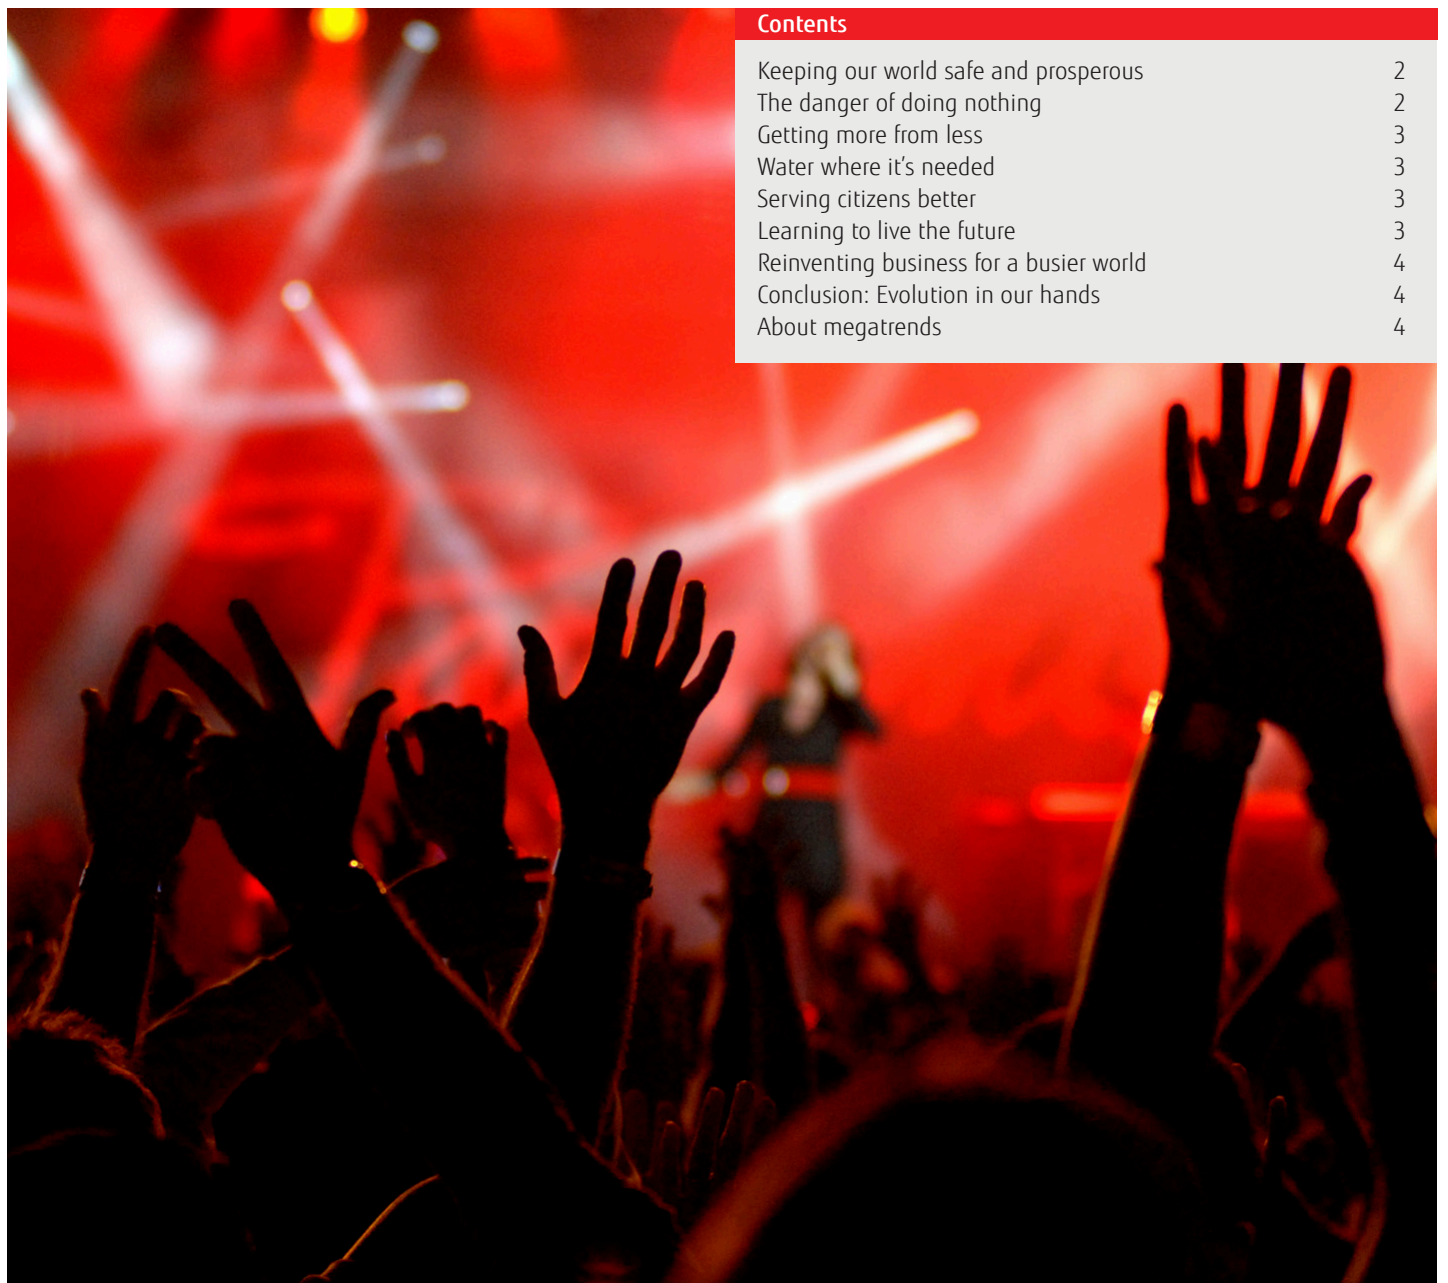 Contents
Keeping our world safe and prosperous 2
The danger of doing nothing 2
Getting more from less 3
Water where it's needed 3
Serving citizens better 3
Learning to live the future 3
Reinventing business for a busier world 4
Conclusion: Evolution in our hands 4
About megatrends 4